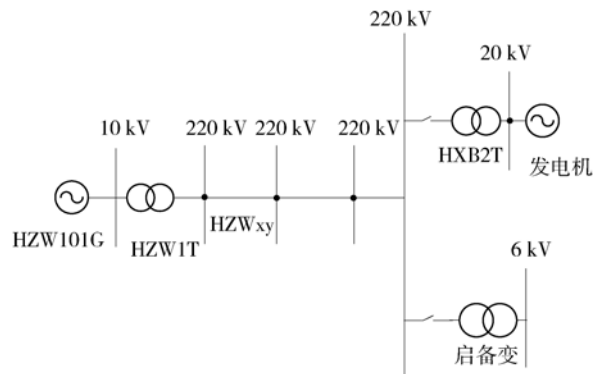 220 kV
20 kV
10 kV
220 kV
220 kV
220 kV
HXB2T
发电机
HZWxy
HZW101G
HZW1T
6 kV
启备变